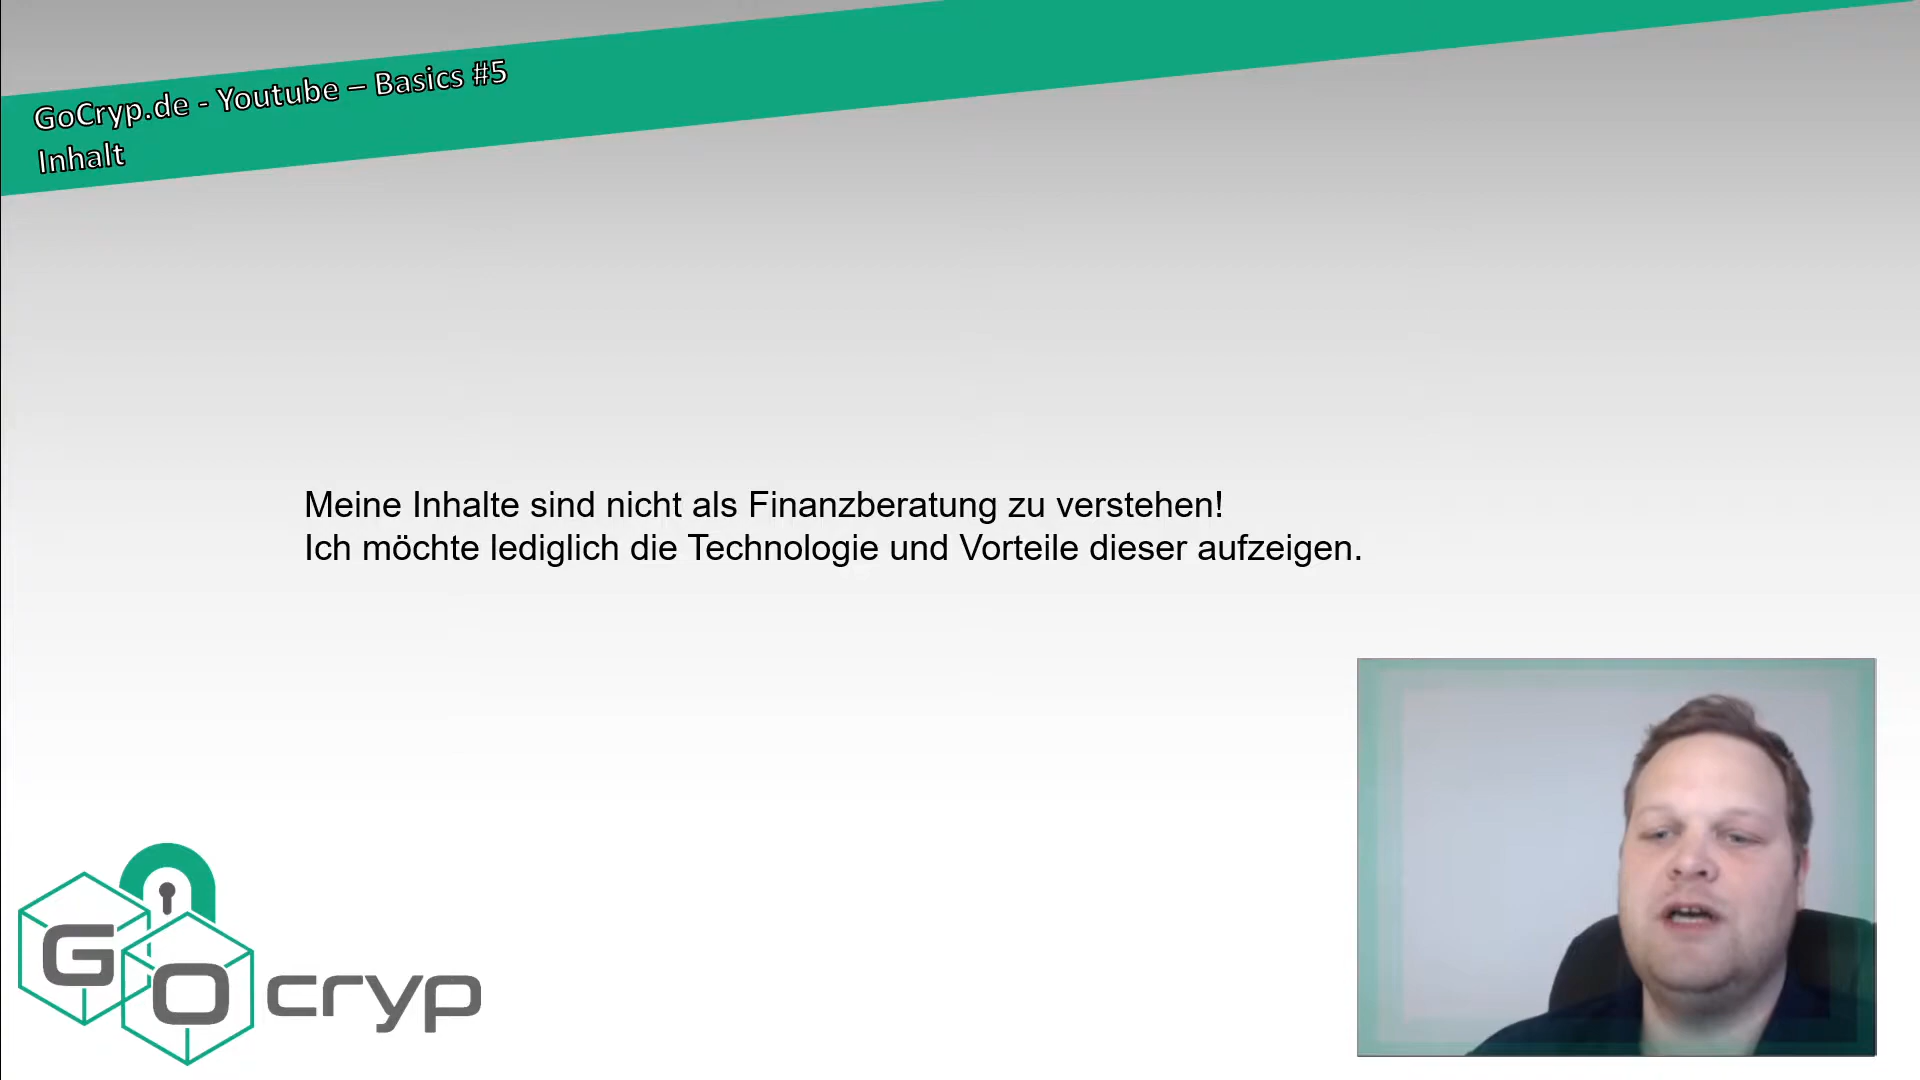 GoCryp.de - Youtube – Basics #5
Inhalt
Meine Inhalte sind nicht als Finanzberatung zu verstehen!
Ich möchte lediglich die Technologie und Vorteile dieser aufzeigen.
GO cryp